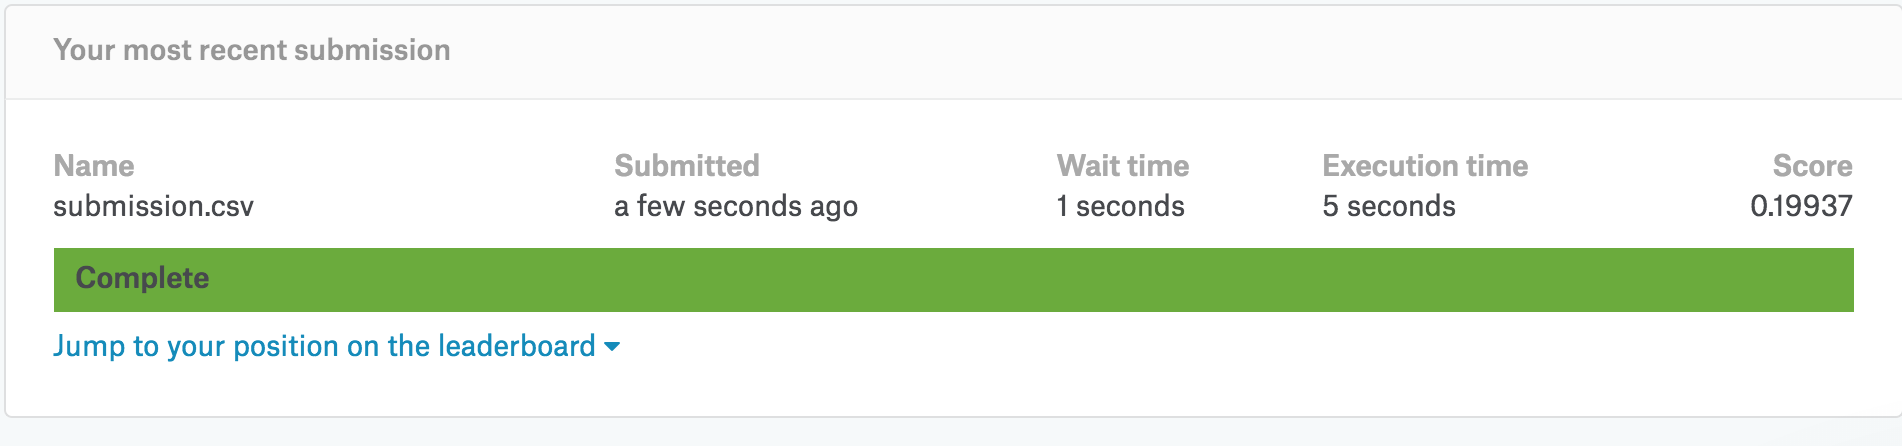 Your most recent submission
Name Submitted Wait time Execution time Score
submission.csv a few seconds ago 1 seconds 5 seconds 0.19937
Complete
Jump to your position on the leaderboard